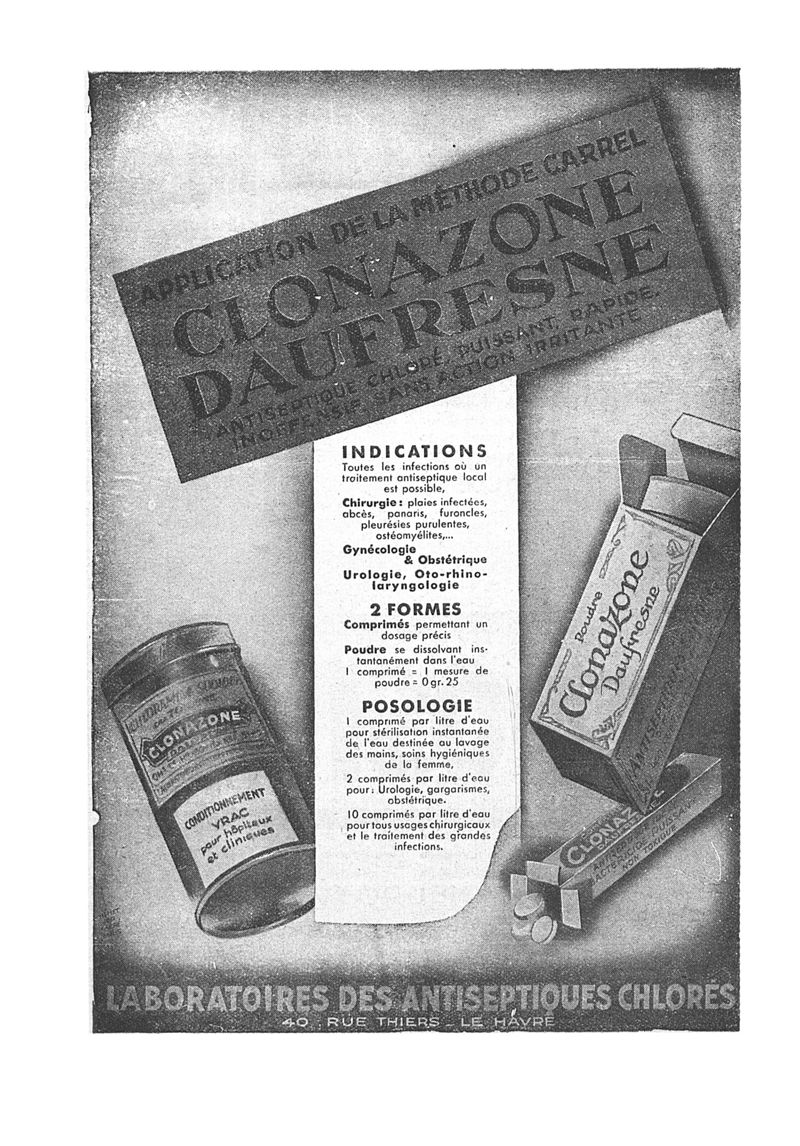 APPLICATION DE LA MÉTHODE CARREL
CLONAZONE
DAUFRESNE
ANTISEPTIQUE CHLORÉ, PUISSANT, RAPIDE,
INOFFENSIF, SANS ACTION IRRITANTE
INDICATIONS
Toutes les infections où un
traitement antiseptique local
est possible,
Chirurgie : plaies infectées,
abcès, panaris, furoncles,
pleurésies purulentes,
ostéomyélites,...
Gynécologie
& Obstétrique
Urologie, Oto-rhino-
laryngologie
2 FORMES
Comprimés permettant un
dosage précis
Poudre se dissolvant ins-
tantanément dans l'eau
1 comprimé = 1 mesure de
poudre = 0 gr. 25
POSOLOGIE
1 comprimé par litre d'eau
pour stérilisation instantanée
de l'eau destinée au lavage
des mains, soins hygiéniques
de la femme,
2 comprimés par litre d'eau
pour : Urologie, gargarismes,
obstétrique.
10 comprimés par litre d'eau
pour tous usages chirurgicaux
et le traitement des grandes
infections.
CLONAZONE
CONDITIONNEMENT
VRAC
pour hôpitaux
et cliniques
Poudre
Clonazone
Daufresne
CLONAZ
NON TOXIQUE
LABORATOIRES DES ANTISEPTIQUES CHLORÉS
40, RUE THIERS _ LE HÂVRE